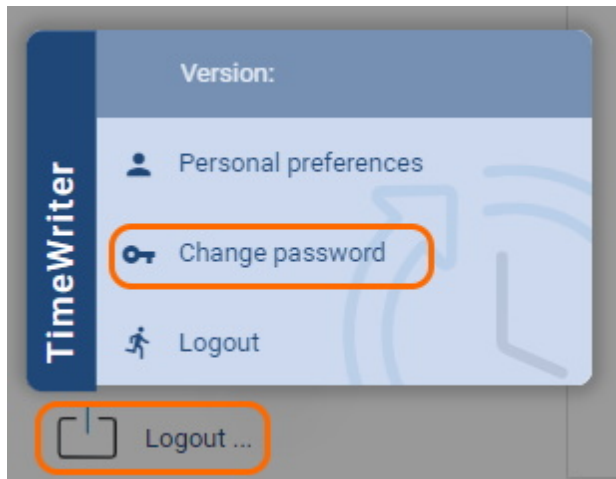 Version:
TimeWriter
Personal preferences
Change password
Logout
Logout ...